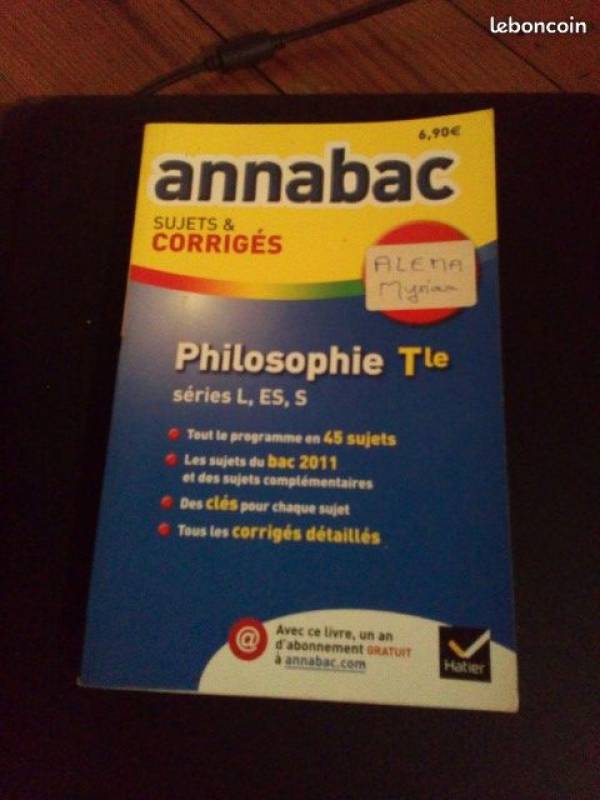 leboncoin
6,90€
annabac
SUJETS &
CORRIGÉS
ALEMA
Myriam
Philosophie Tle
séries L, ES, S
Tout le programme en 45 sujets
Les sujets du bac 2011
et des sujets complémentaires
Des clés pour chaque sujet
Tous les corrigés détaillés
@
Avec ce livre, un an
d'abonnement GRATUIT
à annabac.com
Hatier